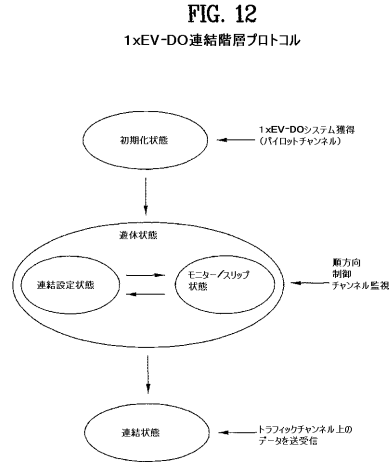 FIG. 12
1xEV-DO連結階層プロトコル
初期化状態
1xEV-DOシステム獲得
(パイロットチャンネル)
遊休状態
連結設定状態
モニター/スリップ
状態
順方向
制御
チャンネル監視
連結状態
トラフィックチャンネル上の
データを送受信